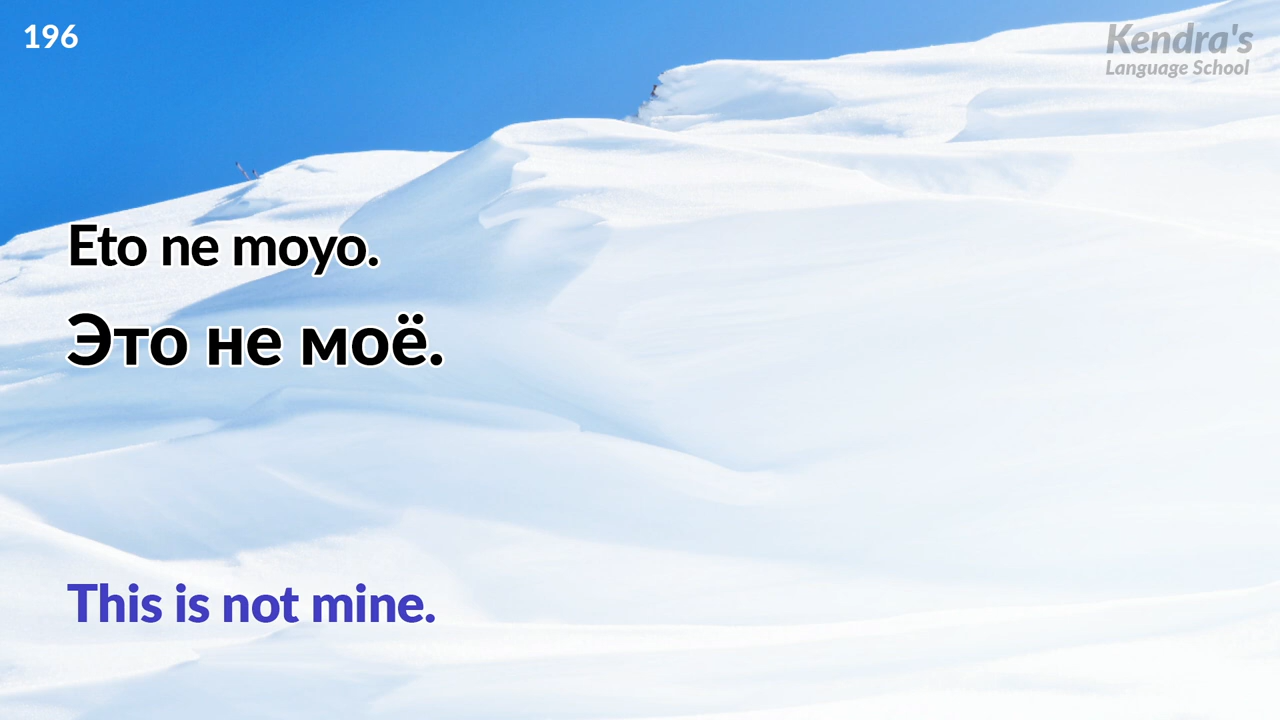 196
Kendra's
Language School
Eto ne moyo.
Это не моё.
This is not mine.